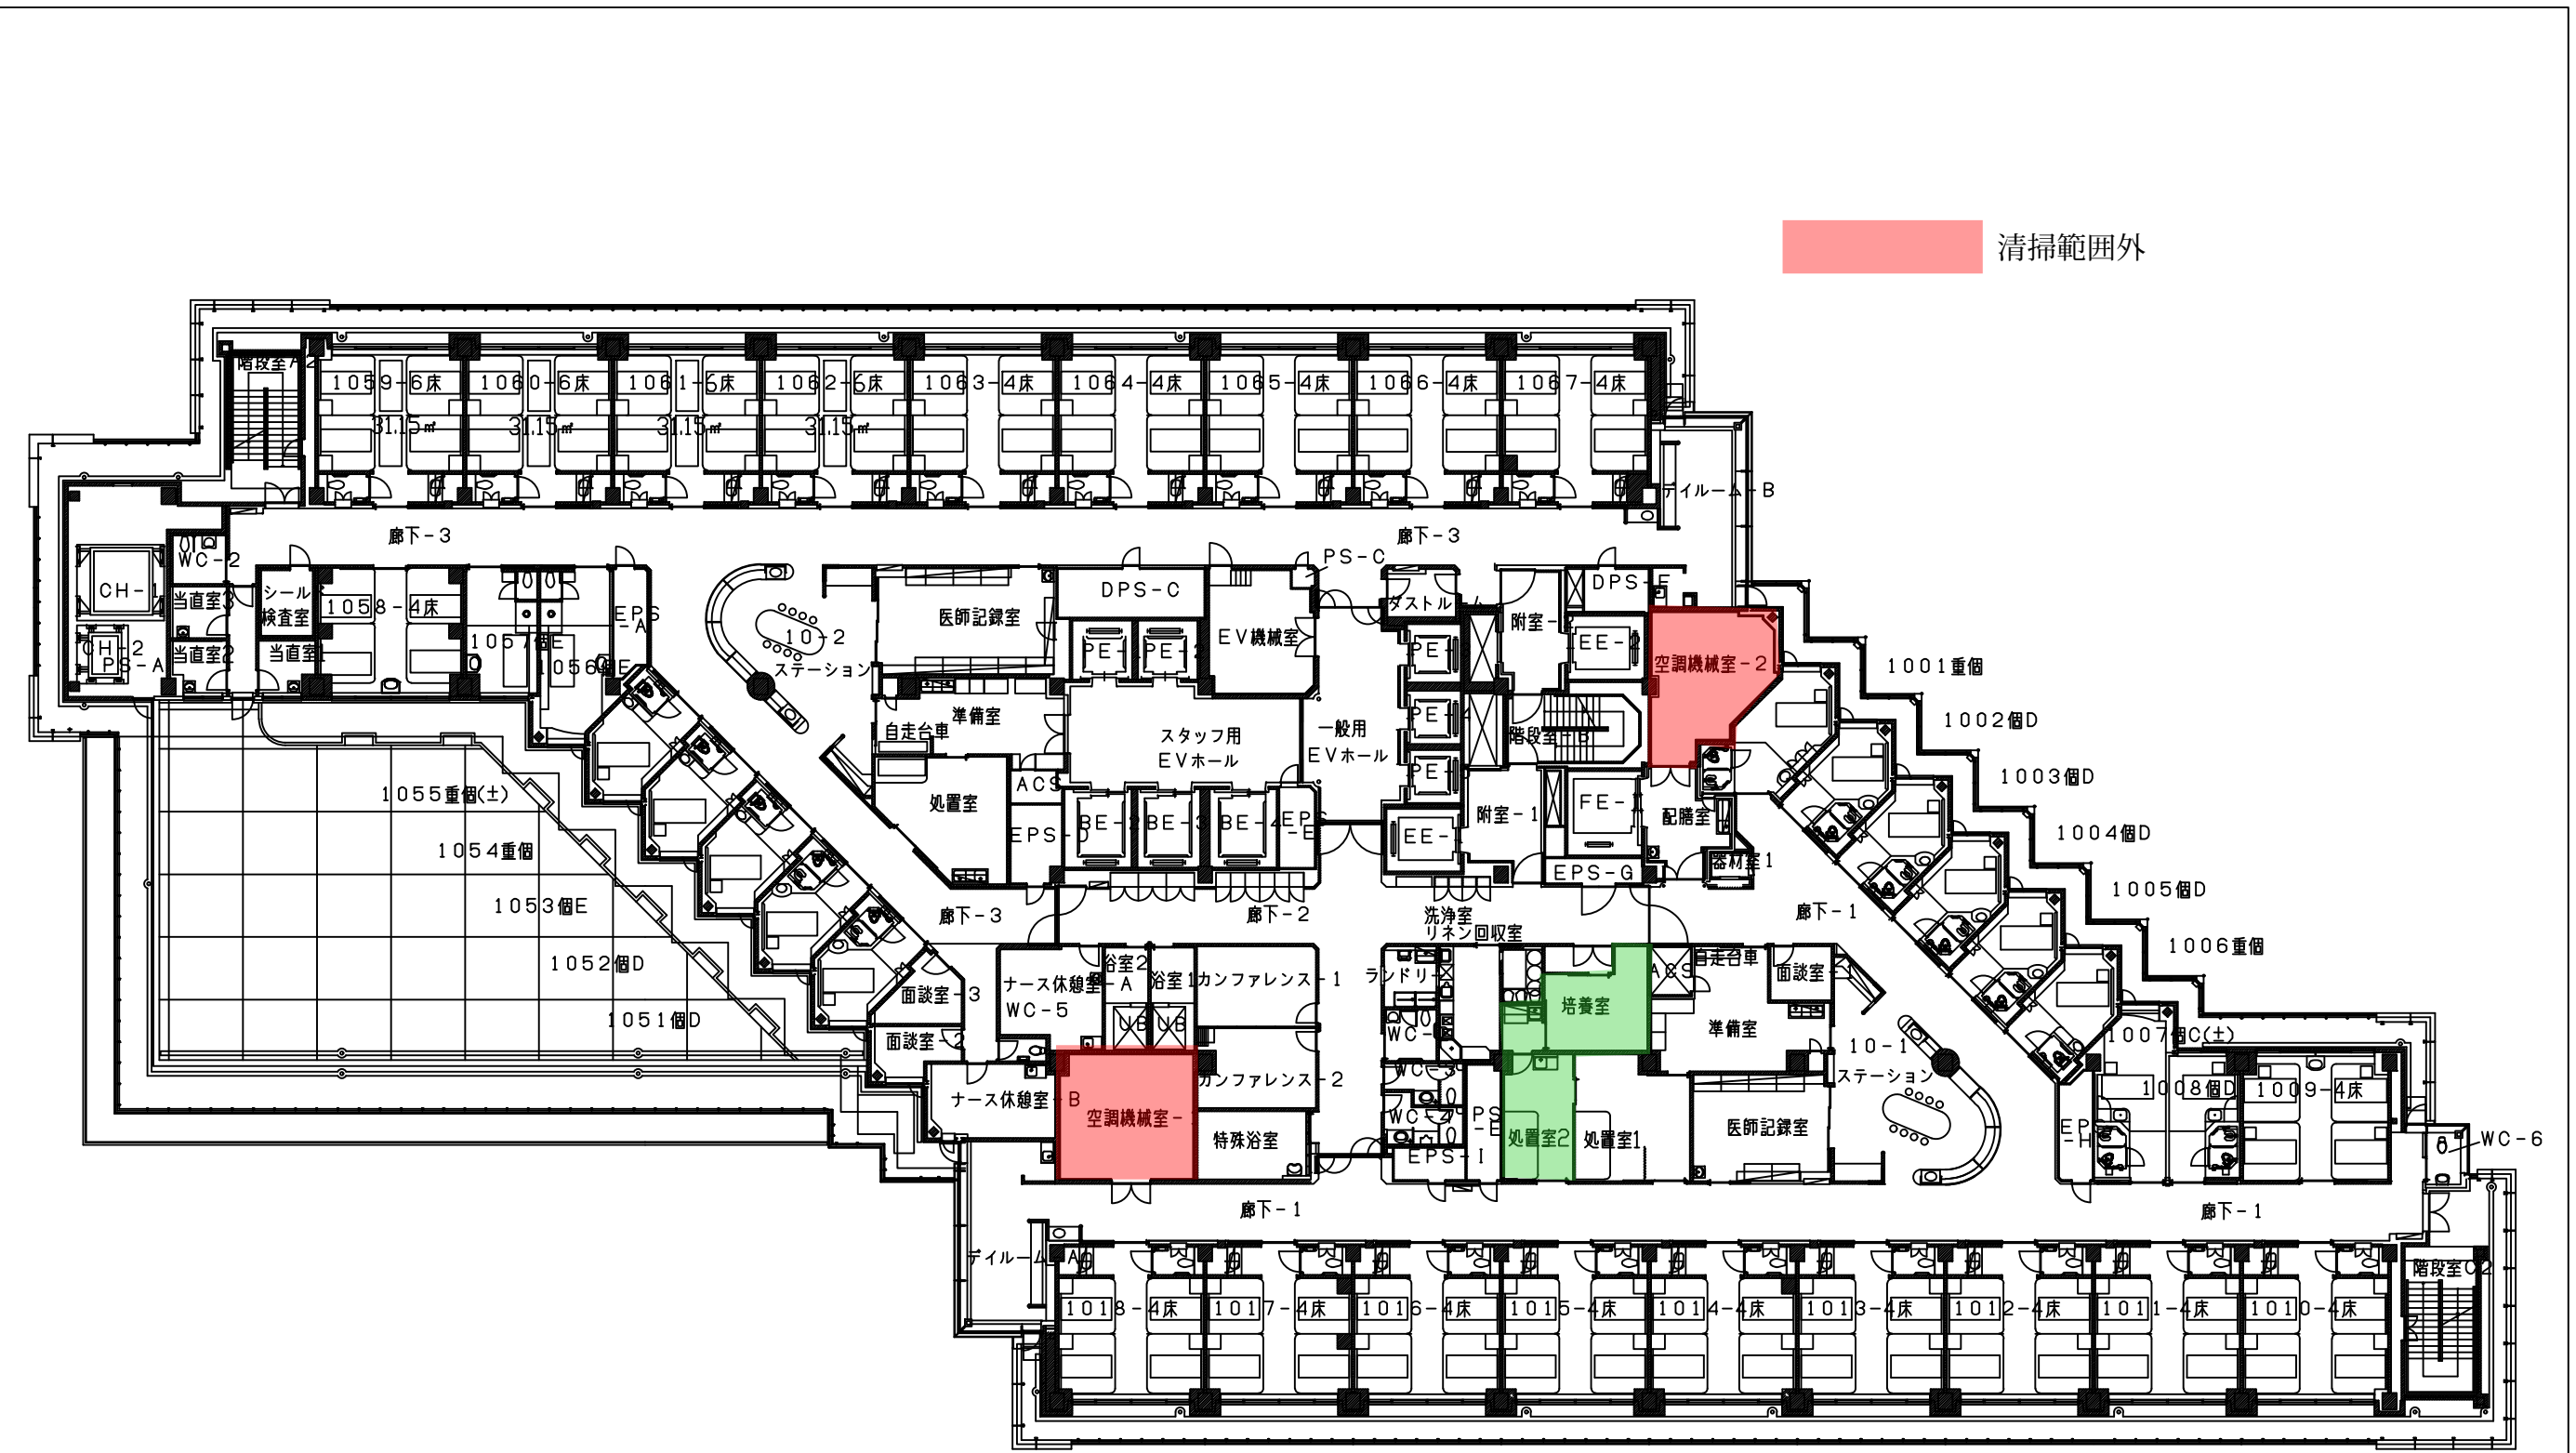 清掃範囲外
階段室A2
1059-6床
1060-6床
1061-6床
1062-6床
1063-4床
1064-4床
1065-4床
1066-4床
1067-4床
31.15㎡
31.15㎡
31.15㎡
31.15㎡
デイルーム-B
廊下-3
廊下-3
PS-C
WC-2
CH-1
当直室3
シール
検査室
1058-4床
EPS
-A
DPS-C
ダストルーム
DPS-F
医師記録室
EV機械室
10-2
ステーション
1057個E
1056個E
CH-2
PS-A
当直室2
当直室1
EE-2
空調機械室-2
1001重個
1002個D
準備室
自走台車
スタッフ用
EVホール
一般用
EVホール
PE-4
階段室-B
1003個D
1055重個(±)
ACS
処置室
附室-1
配膳室
1004個D
BE-3
BE-4
EPS
-E
1054重個
器材室1
EPS-G
1005個D
1053個E
廊下-3
廊下-2
洗浄室
リネン回収室
廊下-1
1006重個
1052個D
面談室-3
ナース休憩室-A
WC-5
浴室2
浴室1
カンファレンス-1
ACS
自走台車
面談室-1
培養室
1051個D
面談室-2
UB
UB
準備室
10-1
ステーション
1007個C(±)
WC-3
カンファレンス-2
1008個D
1009-4床
ナース休憩室-B
空調機械室-
特殊浴室
WC-4
PS
-E
処置室2
処置室1
医師記録室
WC-6
EPS-I
廊下-1
廊下-1
デイルーム-A
階段室C2
1018-4床
1017-4床
1016-4床
1015-4床
1014-4床
1013-4床
1012-4床
1011-4床
1010-4床